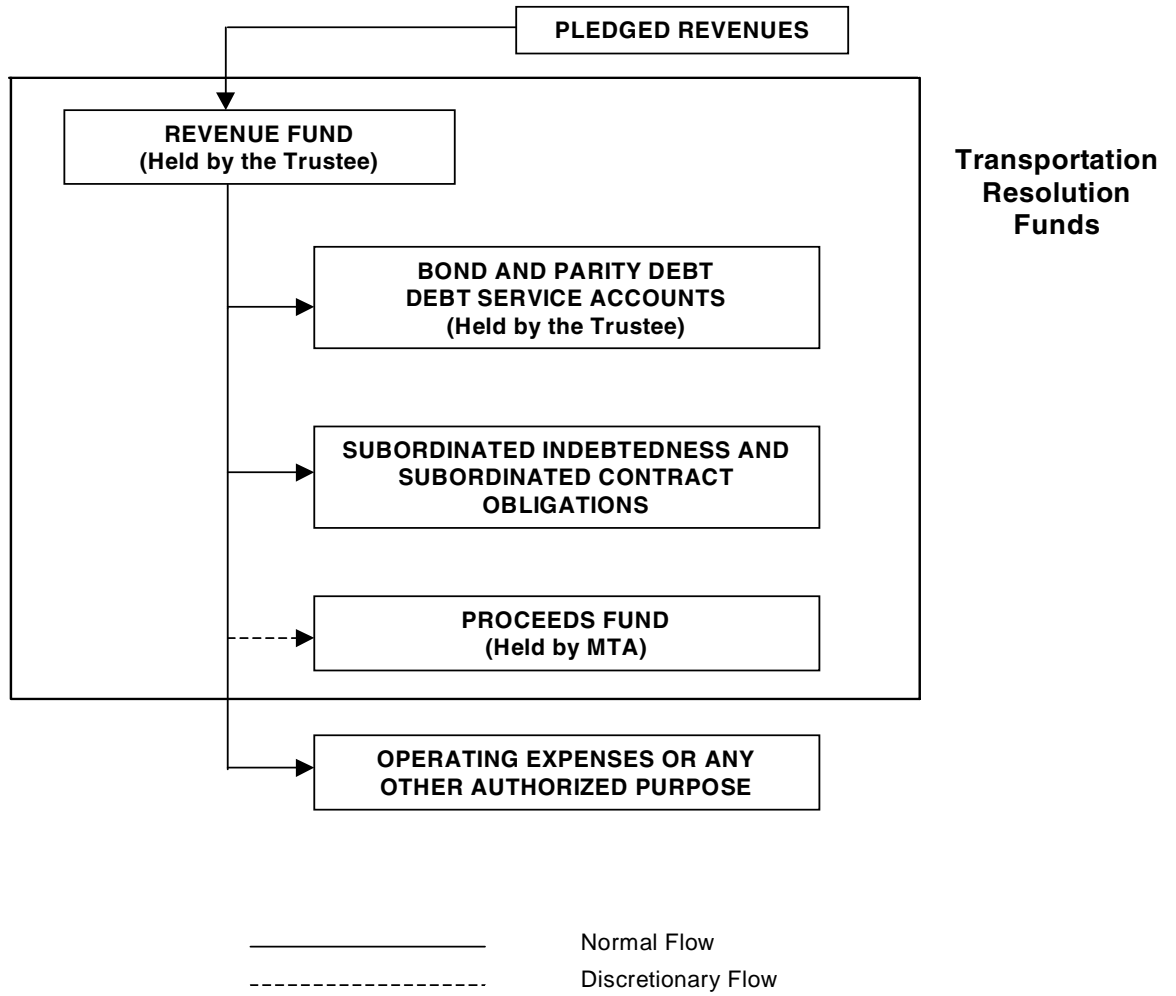 PLEDGED REVENUES
REVENUE FUND
(Held by the Trustee)
Transportation
Resolution
Funds
BOND AND PARITY DEBT
DEBT SERVICE ACCOUNTS
(Held by the Trustee)
SUBORDINATED INDEBTEDNESS AND
SUBORDINATED CONTRACT
OBLIGATIONS
PROCEEDS FUND
(Held by MTA)
OPERATING EXPENSES OR ANY
OTHER AUTHORIZED PURPOSE
Normal Flow
Discretionary Flow